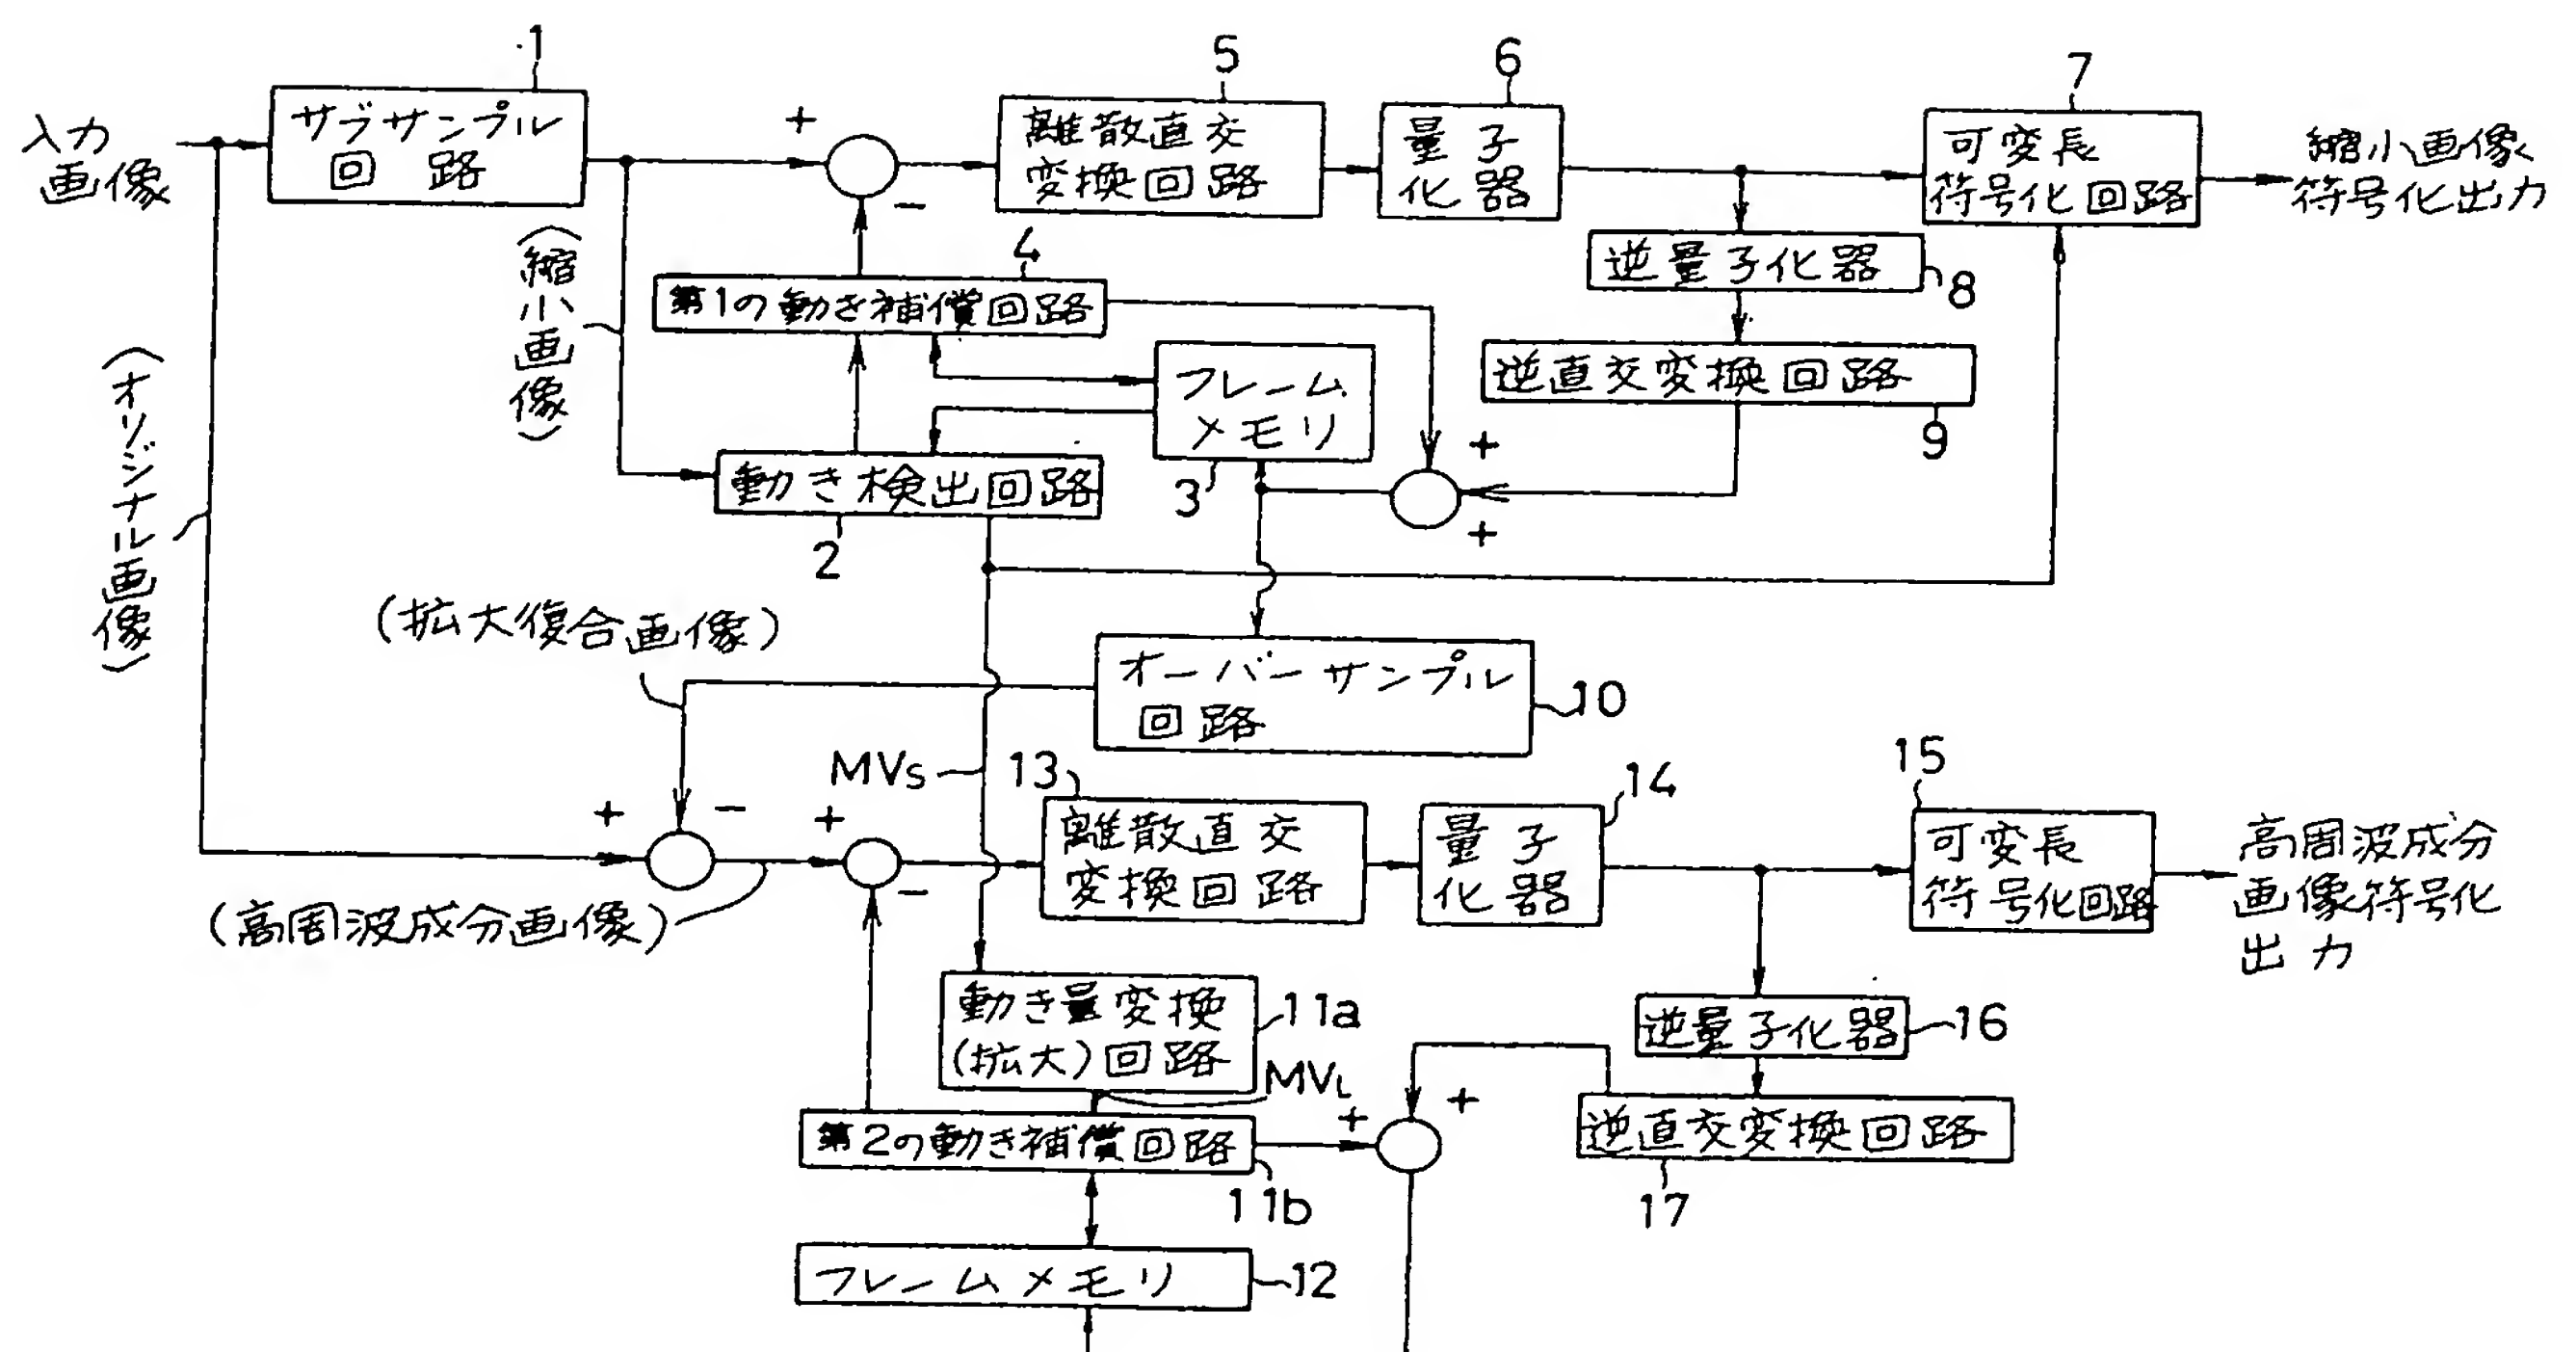 1
入力
画像
サブサンプル
回路
+
-
5
離散直交
変換回路
6
量子
化器
7
可変長
符号化回路
縮小画像
符号化出力
(縮小画像)
4
第1の動き補償回路
逆量子化器
8
フレーム
メモリ
3
逆直交変換回路
9
+
+
動き検出回路
2
(オリジナル画像)
(拡大復合画像)
オーバーサンプル
回路
10
MVS
+
-
+
-
13
離散直交
変換回路
14
量子
化器
15
可変長
符号化回路
高周波成分
画像符号化
出力
(高周波成分画像)
動き量変換
(拡大)回路
11a
MVL
逆量子化器
16
+
+
第2の動き補償回路
11b
逆直交変換回路
17
フレームメモリ
12